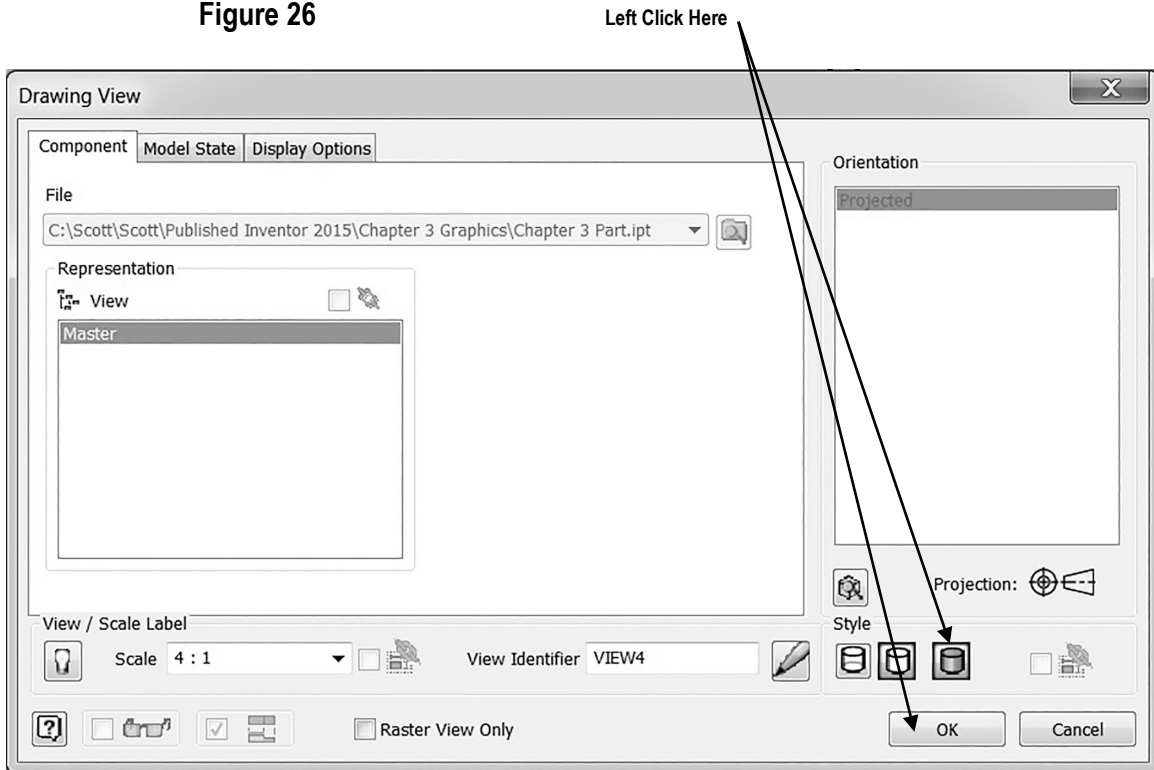 Figure 26
Left Click Here
Drawing View
X
Component Model State Display Options
Orientation
File
Projected
C:\Scott\Scott\Published Inventor 2015\Chapter 3 Graphics\Chapter 3 Part.ipt
Representation
View
Master
Projection:
View / Scale Label
Style
Scale 4 : 1 View Identifier VIEW4
? Raster View Only OK Cancel